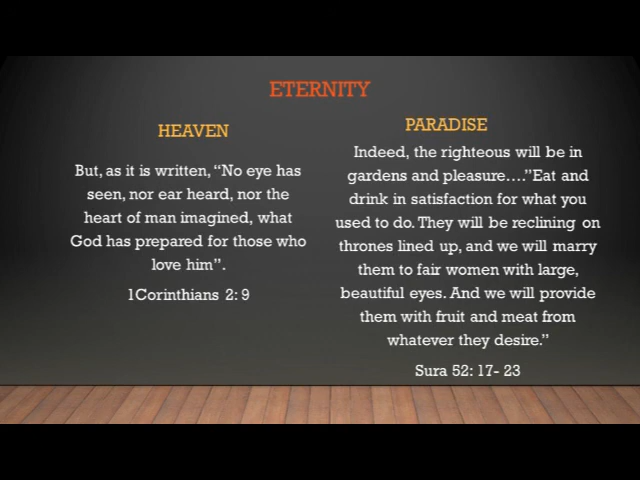 ETERNITY
HEAVEN
But, as it is written, “No eye has
seen, nor ear heard, nor the
heart of man imagined, what
God has prepared for those who
love him”.
1Corinthians 2: 9
PARADISE
Indeed, the righteous will be in
gardens and pleasure….”Eat and
drink in satisfaction for what you
used to do. They will be reclining on
thrones lined up, and we will marry
them to fair women with large,
beautiful eyes. And we will provide
them with fruit and meat from
whatever they desire.”
Sura 52: 17- 23